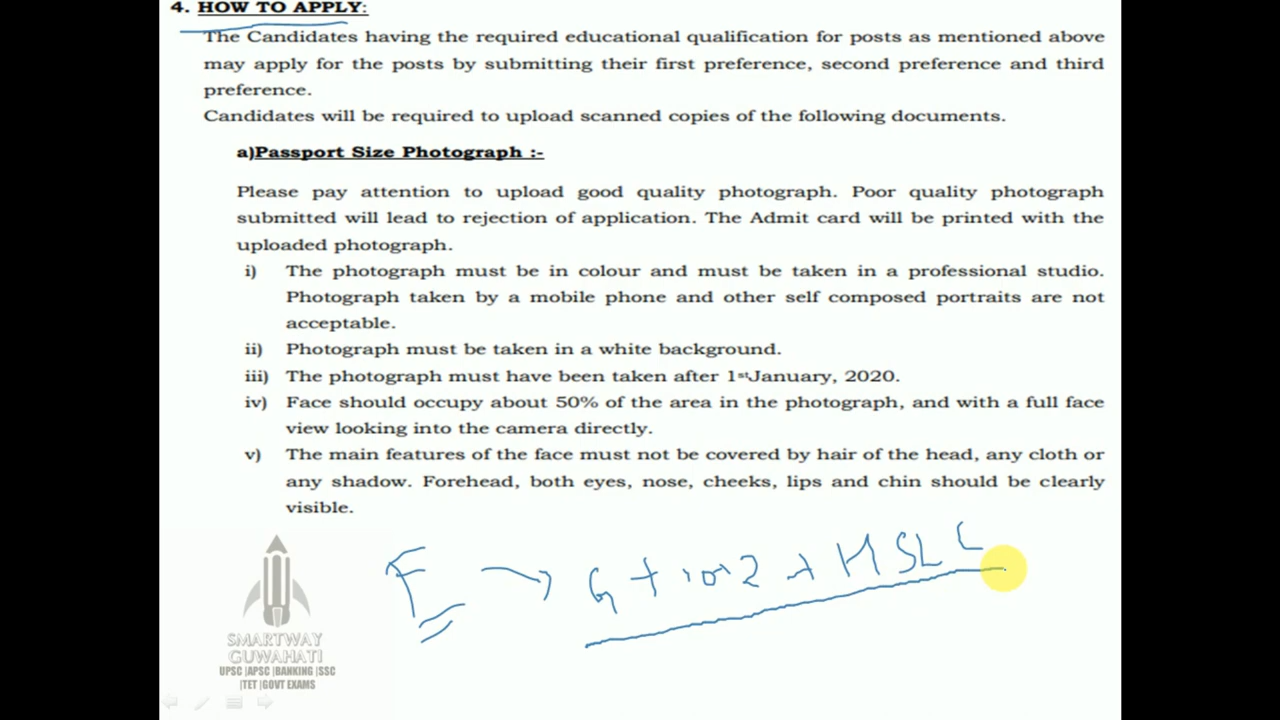 4. HOW TO APPLY:
The Candidates having the required educational qualification for posts as mentioned above
may apply for the posts by submitting their first preference, second preference and third
preference.
Candidates will be required to upload scanned copies of the following documents.
a)Passport Size Photograph :-
Please pay attention to upload good quality photograph. Poor quality photograph
submitted will lead to rejection of application. The Admit card will be printed with the
uploaded photograph.
i) The photograph must be in colour and must be taken in a professional studio.
Photograph taken by a mobile phone and other self composed portraits are not
acceptable.
ii) Photograph must be taken in a white background.
iii) The photograph must have been taken after 1stJanuary, 2020.
iv) Face should occupy about 50% of the area in the photograph, and with a full face
view looking into the camera directly.
v) The main features of the face must not be covered by hair of the head, any cloth or
any shadow. Forehead, both eyes, nose, cheeks, lips and chin should be clearly
visible.
F → G + 10+2 + HSLC
SMARTWAY
GUWAHATI
UPSC |APSC |BANKING |SSC
|TET |GOVT EXAMS